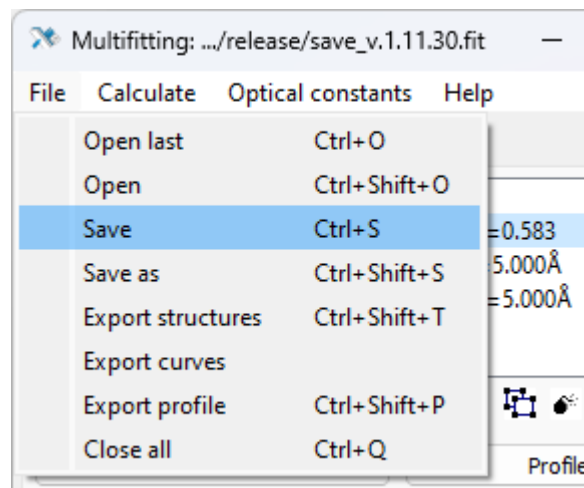 Multifitting: .../release/save_v.1.11.30.fit
File Calculate Optical constants Help
Open last Ctrl+O
Open Ctrl+Shift+O
Save Ctrl+S =0.583
Save as Ctrl+Shift+S 5.000Å
Export structures Ctrl+Shift+T =5.000Å
Export curves
Export profile Ctrl+Shift+P
Close all Ctrl+Q
Profile